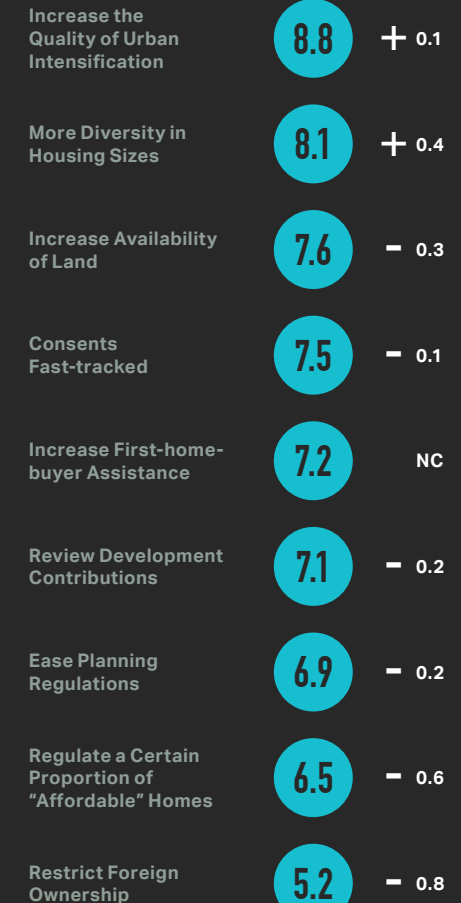 Increase the
Quality of Urban
Intensification
8.8 + 0.1
More Diversity in
Housing Sizes
8.1 + 0.4
Increase Availability
of Land
7.6 - 0.3
Consents
Fast-tracked
7.5 - 0.1
Increase First-home-
buyer Assistance
7.2 NC
Review Development
Contributions
7.1 - 0.2
Ease Planning
Regulations
6.9 - 0.2
Regulate a Certain
Proportion of
“Affordable” Homes
6.5 - 0.6
Restrict Foreign
Ownership
5.2 - 0.8